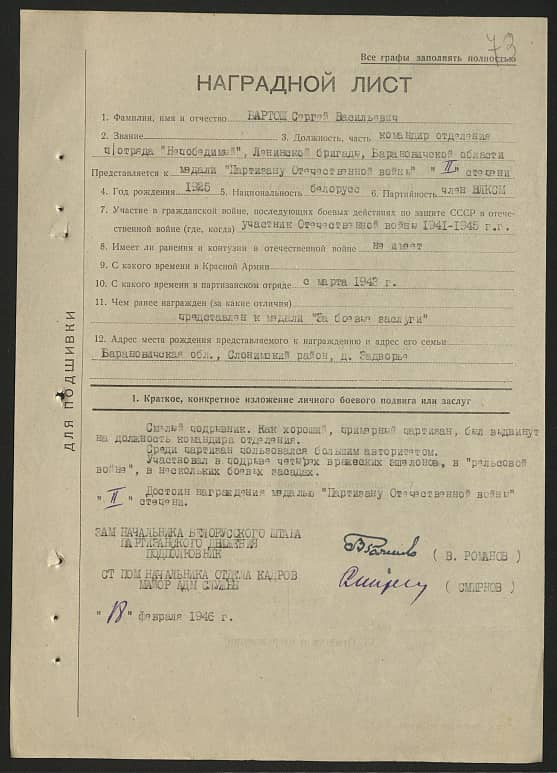 73
Все графы заполнять полностью
НАГРАДНОЙ ЛИСТ
1. Фамилия, имя и отчество БАРТОШ Сергей Васильевич
2. Звание 3. Должность, часть командир отделения
п/отряда "Непобедимый", Ленинской бригады, Барановичской области
Представляется к медали "Партизану Отечественной войны" "II" степени
4. Год рождения 1925 5. Национальность белорусс 6. Партийность член ВЛКСМ
7. Участие в гражданской войне, последующих боевых действиях по защите СССР в отече-
ственной войне (где, когда) участник Отечественной войны 1941-1945 г.г.
8. Имеет ли ранения и контузии в отечественной войне не имеет
9. С какого времени в Красной Армии
10. С какого времени в партизанском отряде с марта 1943 г.
11. Чем ранее награжден (за какие отличия)
представлен к медали "За боевые заслуги"
12. Адрес места рождения представляемого к награждению и адрес его семьи
Барановичская обл., Слонимский район, д. Задворье
ДЛЯ ПОДШИВКИ
1. Краткое, конкретное изложение личного боевого подвига или заслуг
Смелый подрывник. Как хороший, примерный партизан, был выдвинут
на должность командира отделения.
Среди партизан пользовался большим авторитетом.
Участвовал в подрыве четырех вражеских эшелонов, в "рельсовой
войне", в нескольких боевых засадах.
Достоин награждения медалью "Партизану Отечественной войны"
"II" степени.
ЗАМ НАЧАЛЬНИКА БЕЛОРУССКОГО ШТАБА
ПАРТИЗАНСКОГО ДВИЖЕНИЯ
ПОДПОЛКОВНИК ( В. РОМАНОВ )
СТ ПОМ НАЧАЛЬНИКА ОТДЕЛА КАДРОВ
МАЙОР АДМ СЛУЖБЫ ( СМИРНОВ )
"18" февраля 1946 г.